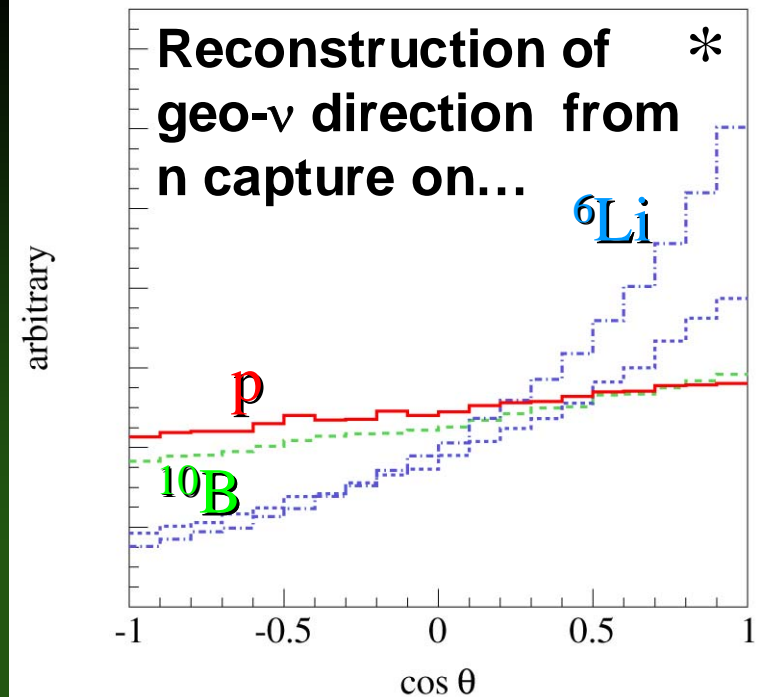 Reconstruction of *
geo-ν direction from
n capture on...
⁶Li
arbitrary
p
¹⁰B
-1 -0.5 0 0.5 1
cos θ